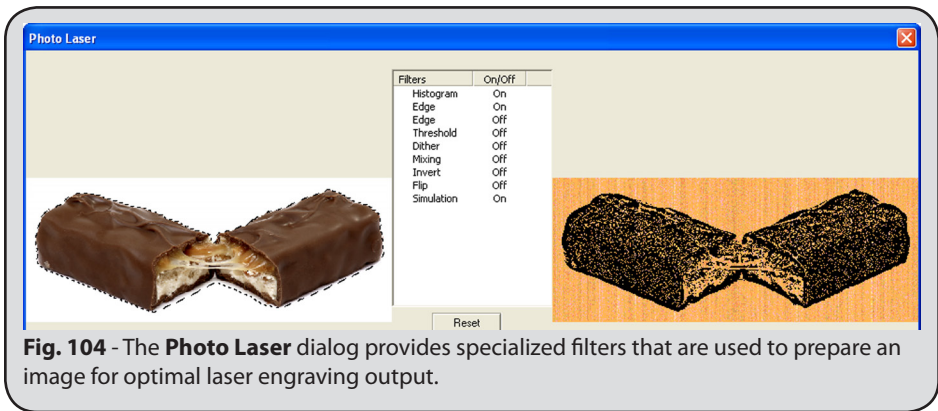 Photo Laser
Filters On/Off
Histogram On
Edge On
Edge Off
Threshold Off
Dither Off
Mixing Off
Invert Off
Flip Off
Simulation On
Reset
Fig. 104 - The Photo Laser dialog provides specialized filters that are used to prepare an
image for optimal laser engraving output.